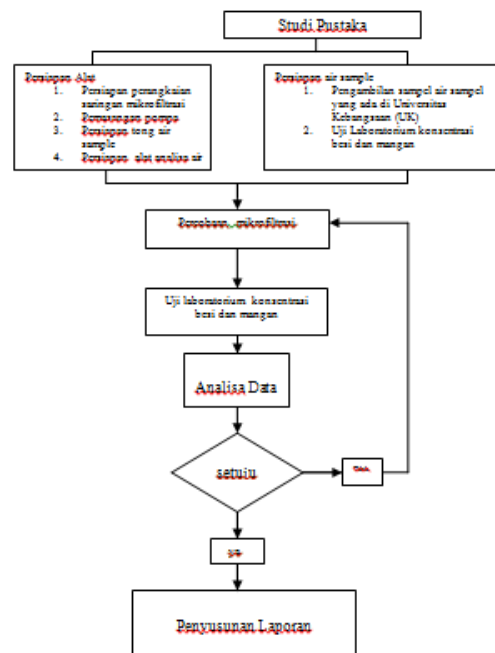 Studi Pustaka
Persiapan Alat
1. Persiapan perangkaian
saringan mikrofiltrasi
2. Pemasangan pompa
3. Persiapan tong air
sample
4. Persiapan alat analisa air
Persiapan air sample
1. Pengambilan sampel air sampel
yang ada di Universitas
Kebangsaan (UK)
2. Uji Laboratorium konsentrasi
besi dan mangan
Percobaan mikrofiltrasi
Uji laboratorium konsentrasi
besi dan mangan
Analisa Data
setuju
ya
Penyusunan Laporan